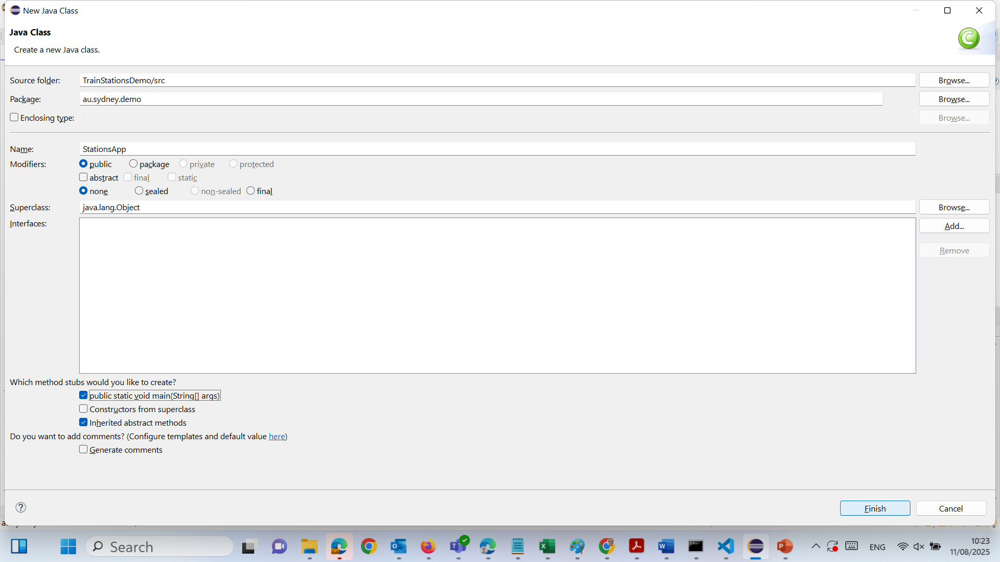 New Java Class
Java Class
Create a new Java class.
Source folder: TrainStationsDemo/src Browse...
Package: au.sydney.demo Browse...
Enclosing type: Browse...
Name: StationsApp
Modifiers: public package private protected
abstract final static
none sealed non-sealed final
Superclass: java.lang.Object Browse...
Interfaces: Add...
Remove
Which method stubs would you like to create?
public static void main(String[] args)
Constructors from superclass
Inherited abstract methods
Do you want to add comments? (Configure templates and default value here)
Generate comments
Finish Cancel
Search ENG 10:23
11/08/2025